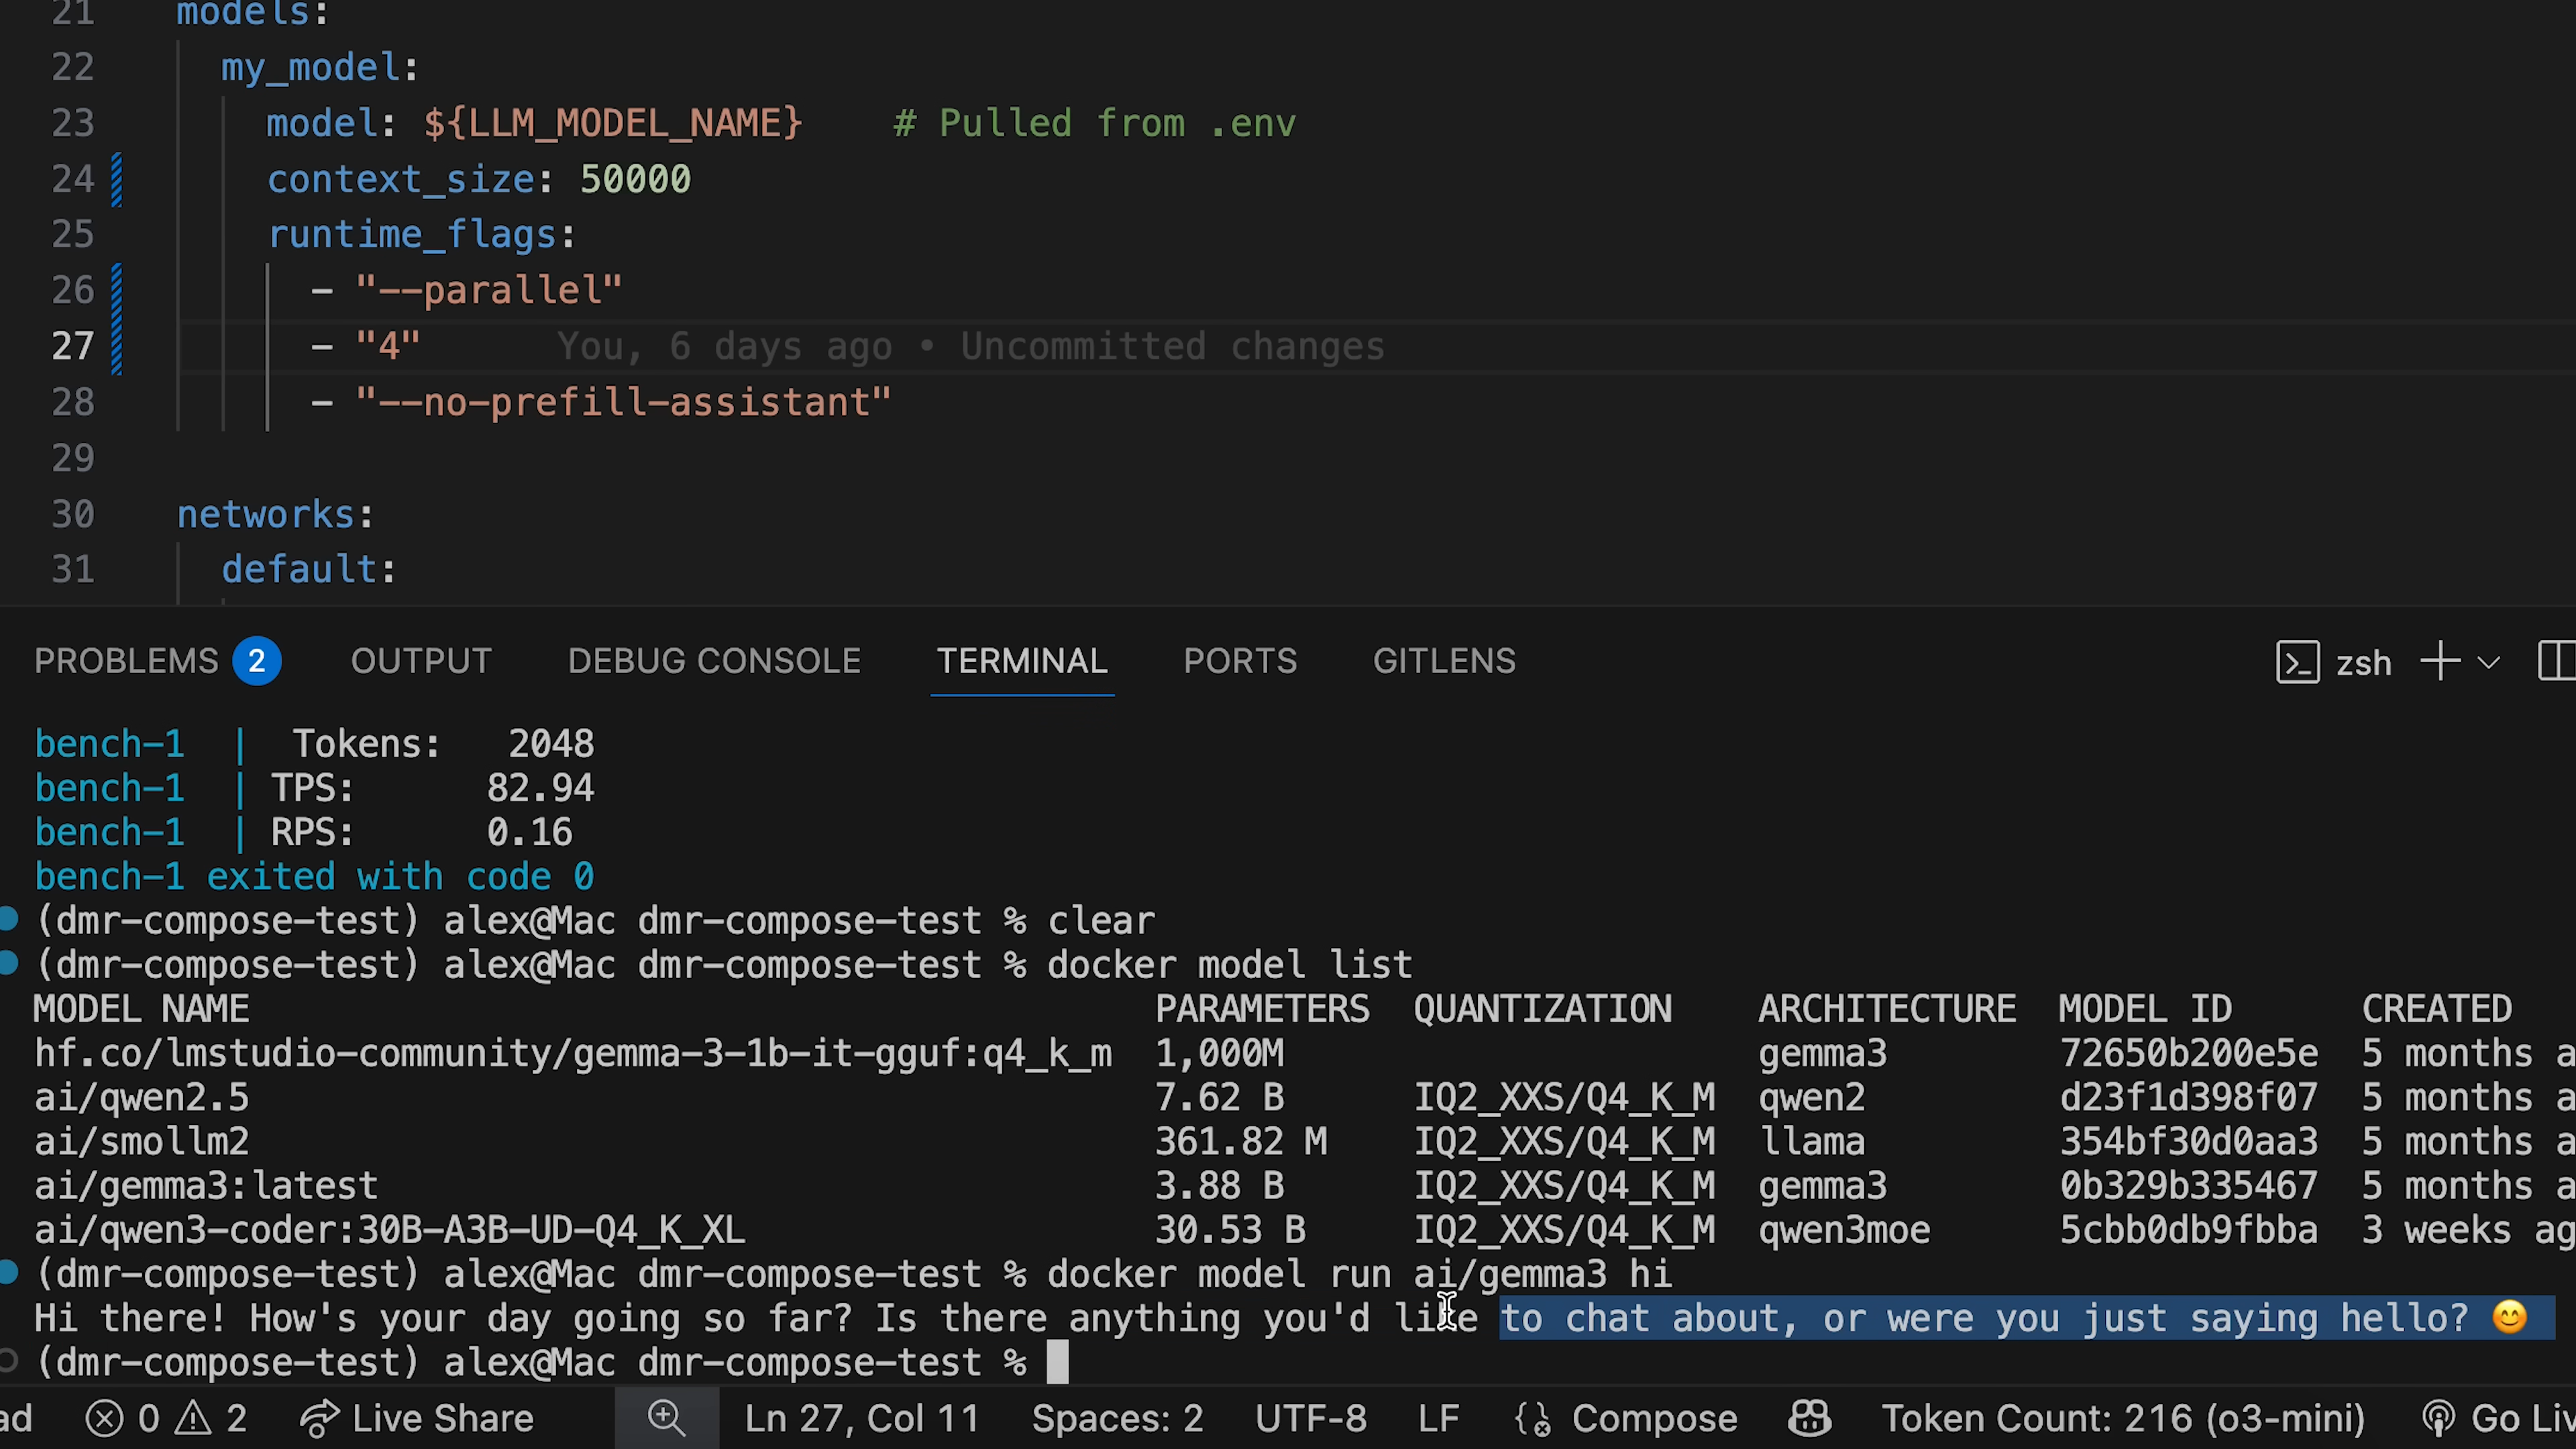 21 models:
22 my_model:
23 model: ${LLM_MODEL_NAME} # Pulled from .env
24 context_size: 50000
25 runtime_flags:
26 - "--parallel"
27 - "4" You, 6 days ago • Uncommitted changes
28 - "--no-prefill-assistant"
29
30 networks:
31 default:
PROBLEMS 2 OUTPUT DEBUG CONSOLE TERMINAL PORTS GITLENS zsh
bench-1 | Tokens: 2048
bench-1 | TPS: 82.94
bench-1 | RPS: 0.16
bench-1 exited with code 0
(dmr-compose-test) alex@Mac dmr-compose-test % clear
(dmr-compose-test) alex@Mac dmr-compose-test % docker model list
MODEL NAME PARAMETERS QUANTIZATION ARCHITECTURE MODEL ID CREATED
hf.co/lmstudio-community/gemma-3-1b-it-gguf:q4_k_m 1,000M gemma3 72650b200e5e 5 months a
ai/qwen2.5 7.62 B IQ2_XXS/Q4_K_M qwen2 d23f1d398f07 5 months a
ai/smollm2 361.82 M IQ2_XXS/Q4_K_M llama 354bf30d0aa3 5 months a
ai/gemma3:latest 3.88 B IQ2_XXS/Q4_K_M gemma3 0b329b335467 5 months a
ai/qwen3-coder:30B-A3B-UD-Q4_K_XL 30.53 B IQ2_XXS/Q4_K_M qwen3moe 5cbb0db9fbba 3 weeks ag
(dmr-compose-test) alex@Mac dmr-compose-test % docker model run ai/gemma3 hi
Hi there! How's your day going so far? Is there anything you'd like to chat about, or were you just saying hello? 😊
(dmr-compose-test) alex@Mac dmr-compose-test %
ad 0 2 Live Share Ln 27, Col 11 Spaces: 2 UTF-8 LF Compose Token Count: 216 (o3-mini) Go Liv